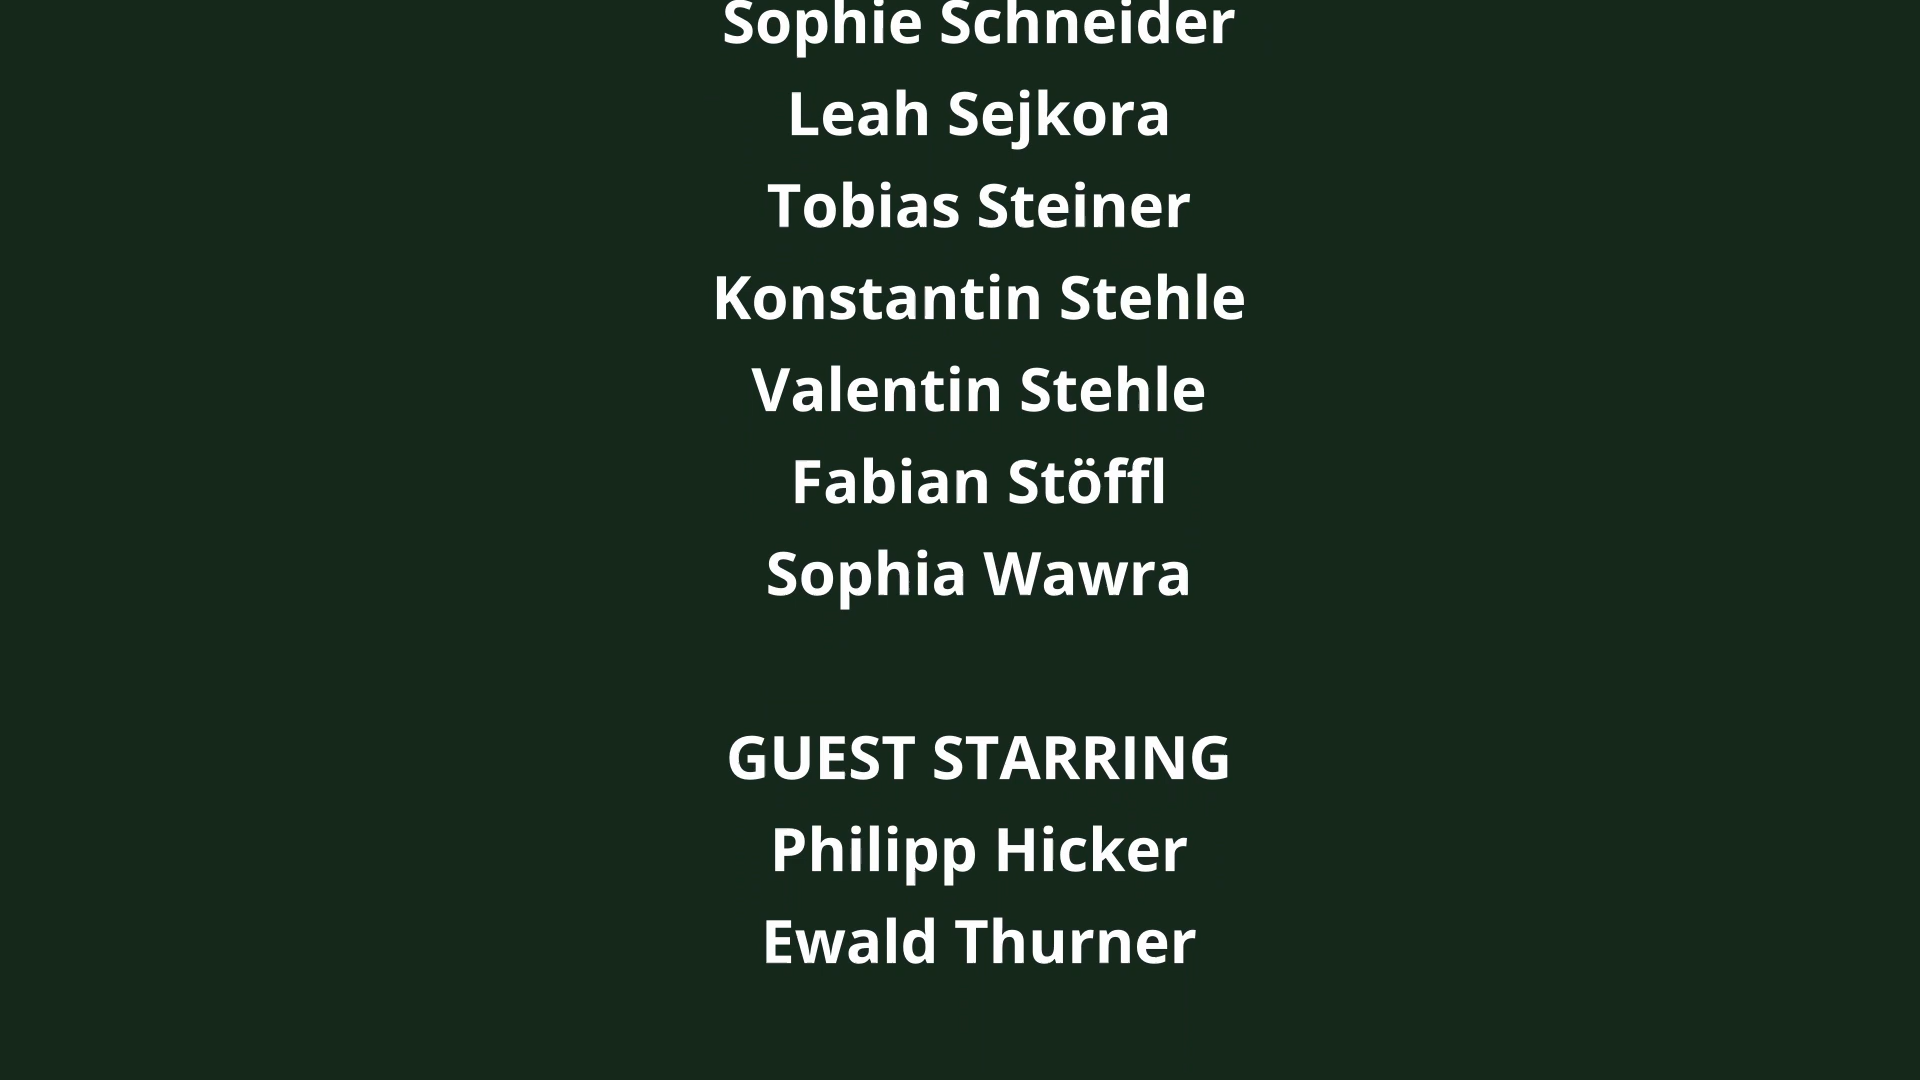 Sophie Schneider
Leah Sejkora
Tobias Steiner
Konstantin Stehle
Valentin Stehle
Fabian Stöffl
Sophia Wawra
GUEST STARRING
Philipp Hicker
Ewald Thurner